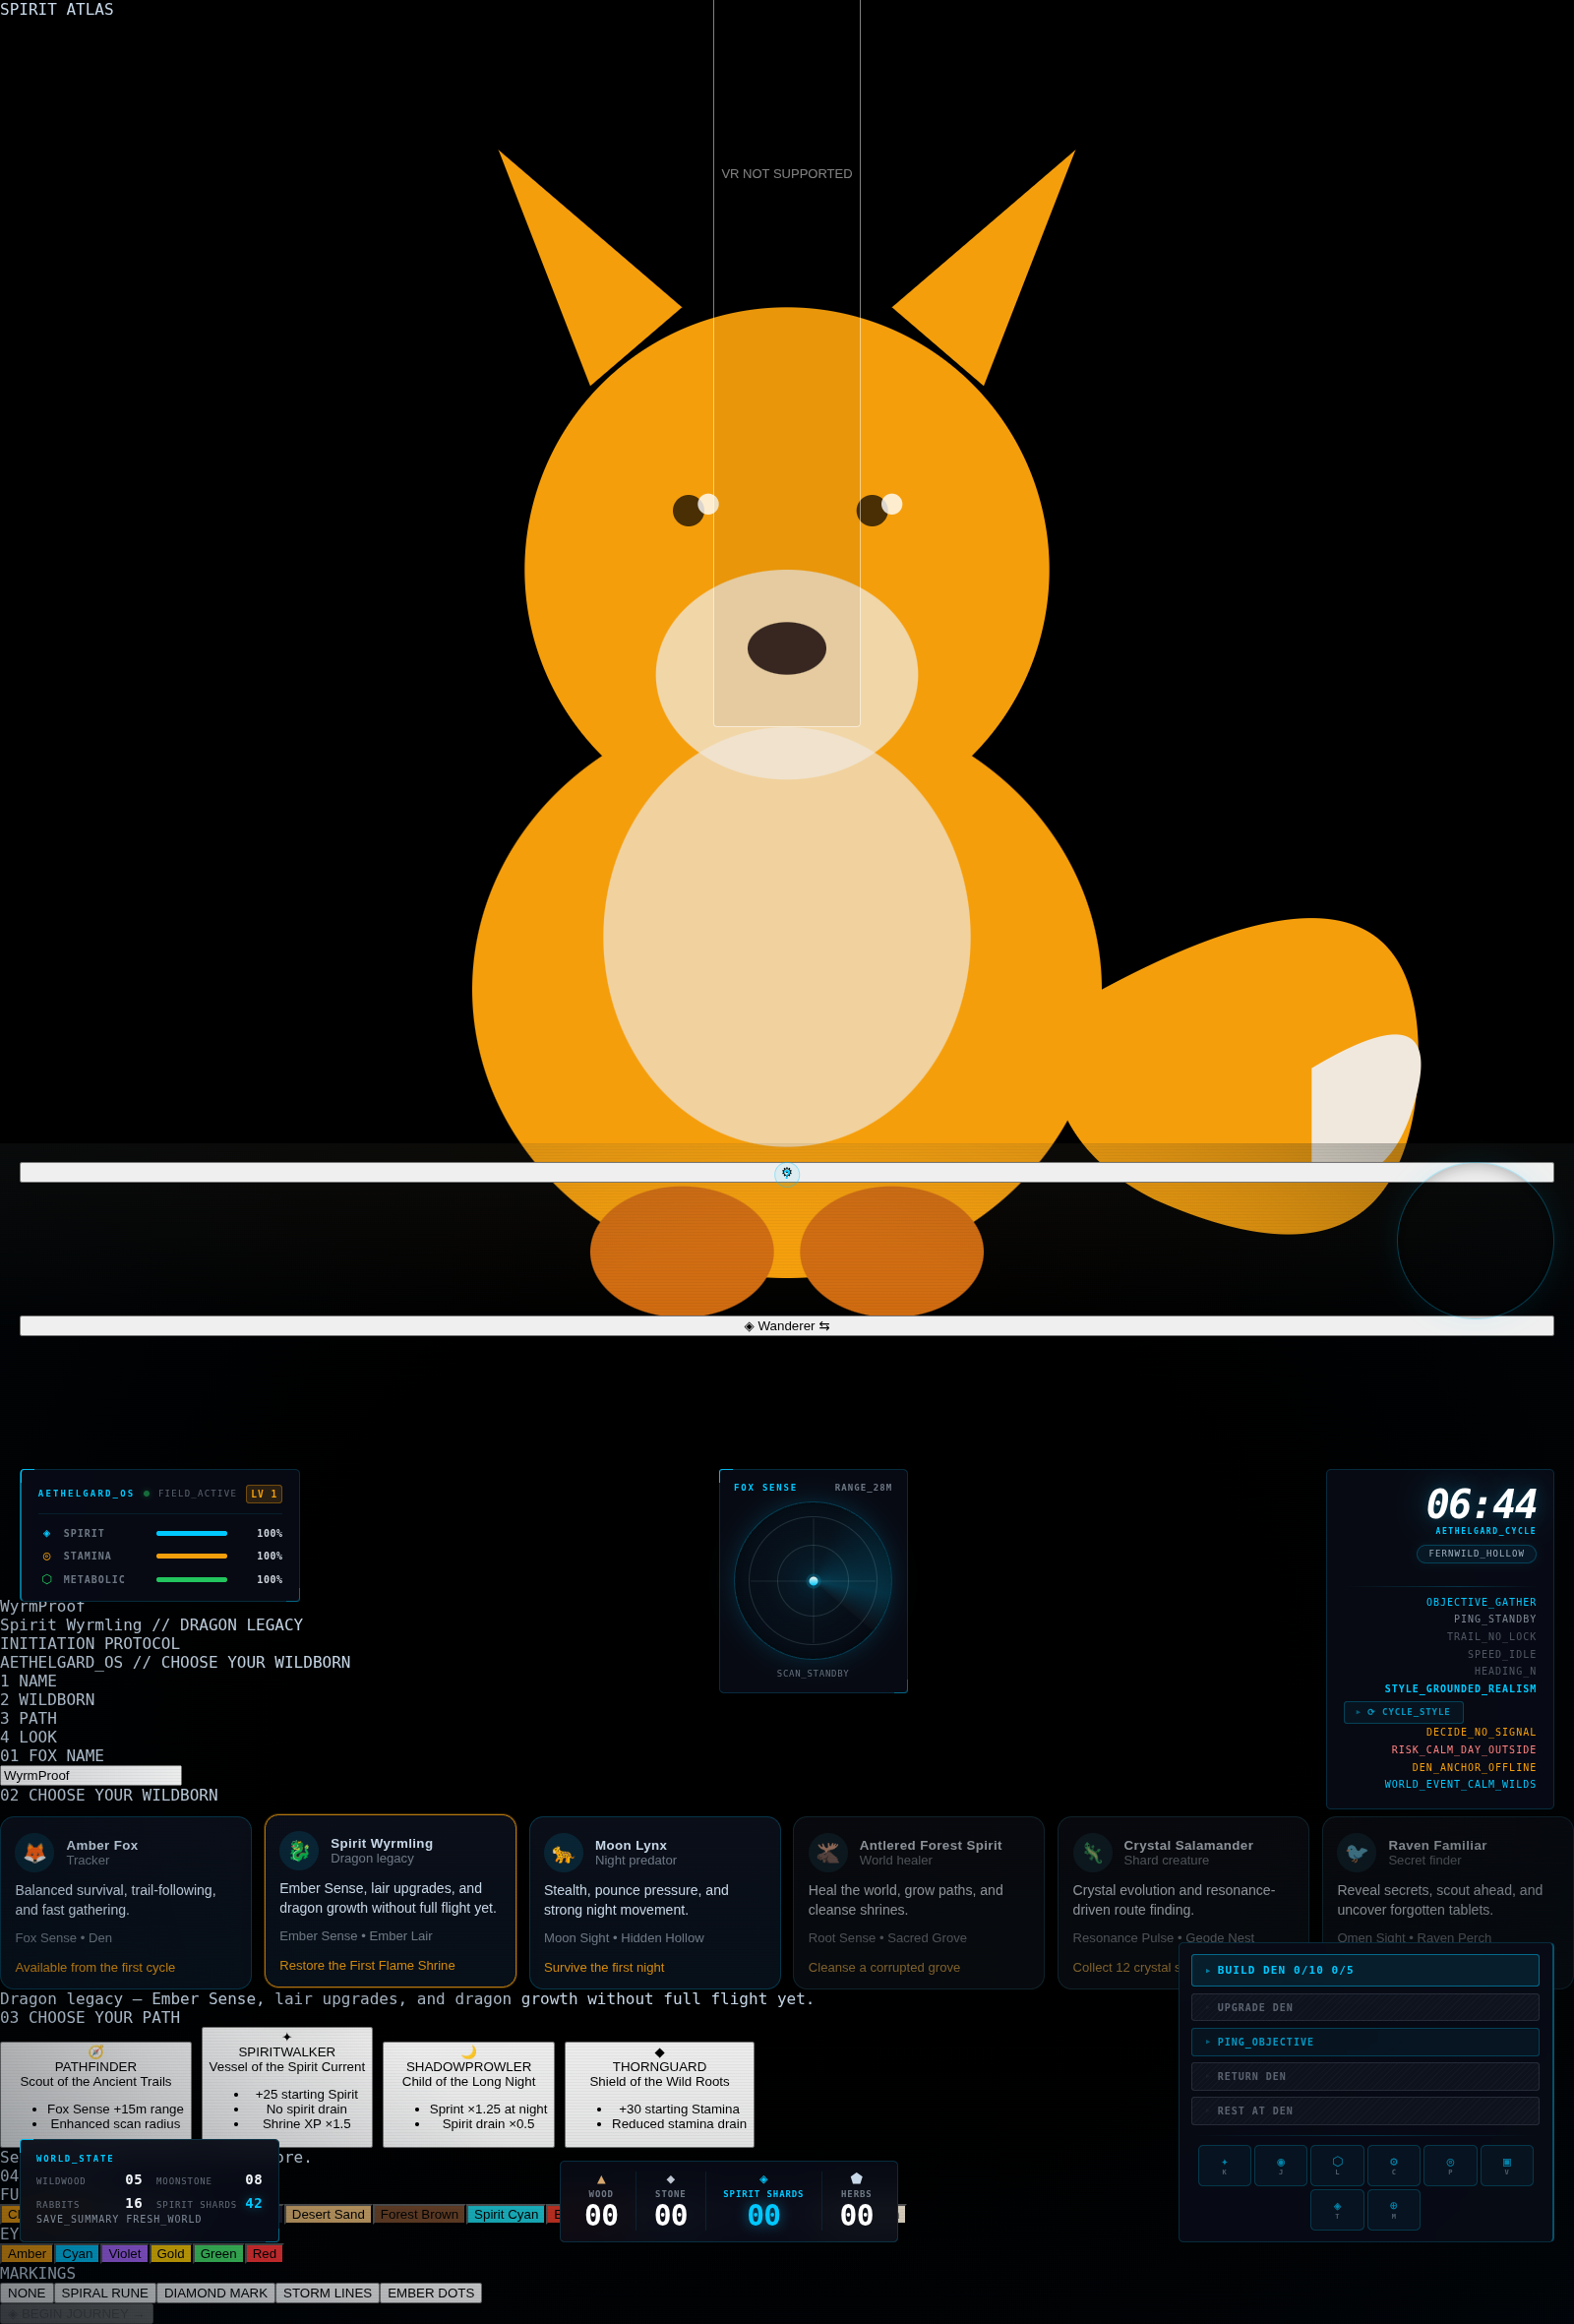 SPIRIT ATLAS
VR NOT SUPPORTED
◈ Wanderer ⇆
AETHELGARD_OS FIELD_ACTIVE LV 1
SPIRIT 100%
STAMINA 100%
METABOLIC 100%
FOX SENSE RANGE_28M
SCAN_STANDBY
06:44
AETHELGARD_CYCLE
FERNWILD_HOLLOW
OBJECTIVE_GATHER
PING_STANDBY
TRAIL_NO_LOCK
SPEED_IDLE
HEADING_N
STYLE_GROUNDED_REALISM
▸ ⟳ CYCLE_STYLE
DECIDE_NO_SIGNAL
RISK_CALM_DAY_OUTSIDE
DEN_ANCHOR_OFFLINE
WORLD_EVENT_CALM_WILDS
WyrmProof
Spirit Wyrmling // DRAGON LEGACY
INITIATION PROTOCOL
AETHELGARD_OS // CHOOSE YOUR WILDBORN
1 NAME
2 WILDBORN
3 PATH
4 LOOK
01 FOX NAME
WyrmProof
02 CHOOSE YOUR WILDBORN
Amber Fox
Tracker
Balanced survival, trail-following,
and fast gathering.
Fox Sense • Den
Available from the first cycle
Spirit Wyrmling
Dragon legacy
Ember Sense, lair upgrades, and
dragon growth without full flight yet.
Ember Sense • Ember Lair
Restore the First Flame Shrine
Moon Lynx
Night predator
Stealth, pounce pressure, and
strong night movement.
Moon Sight • Hidden Hollow
Survive the first night
Antlered Forest Spirit
World healer
Heal the world, grow paths, and
cleanse shrines.
Root Sense • Sacred Grove
Cleanse a corrupted grove
Crystal Salamander
Shard creature
Crystal evolution and resonance-
driven route finding.
Resonance Pulse • Geode Nest
Collect 12 crystal
Raven Familiar
Secret finder
Reveal secrets, scout ahead, and
uncover forgotten tablets.
Omen Sight • Raven Perch
Dragon legacy — Ember Sense, lair upgrades, and dragon growth without full flight yet.
03 CHOOSE YOUR PATH
PATHFINDER
Scout of the Ancient Trails
• Fox Sense +15m range
• Enhanced scan radius
✦
SPIRITWALKER
Vessel of the Spirit Current
• +25 starting Spirit
• No spirit drain
• Shrine XP ×1.5
SHADOWPROWLER
Child of the Long Night
• Sprint ×1.25 at night
• Spirit drain ×0.5
◆
THORNGUARD
Shield of the Wild Roots
• +30 starting Stamina
• Reduced stamina drain
▸ BUILD DEN 0/10 0/5
UPGRADE DEN
▸ PING_OBJECTIVE
RETURN DEN
REST AT DEN
K J L C P V
T M
Se ore.
04
FU
WORLD_STATE
WILDWOOD 05 MOONSTONE 08
RABBITS 16 SPIRIT SHARDS 42
SAVE_SUMMARY FRESH_WORLD
Desert Sand Forest Brown Spirit Cyan
WOOD STONE SPIRIT SHARDS HERBS
00 00 00 00
EY
Amber Cyan Violet Gold Green Red
MARKINGS
NONE SPIRAL RUNE DIAMOND MARK STORM LINES EMBER DOTS
BEGIN JOURNEY